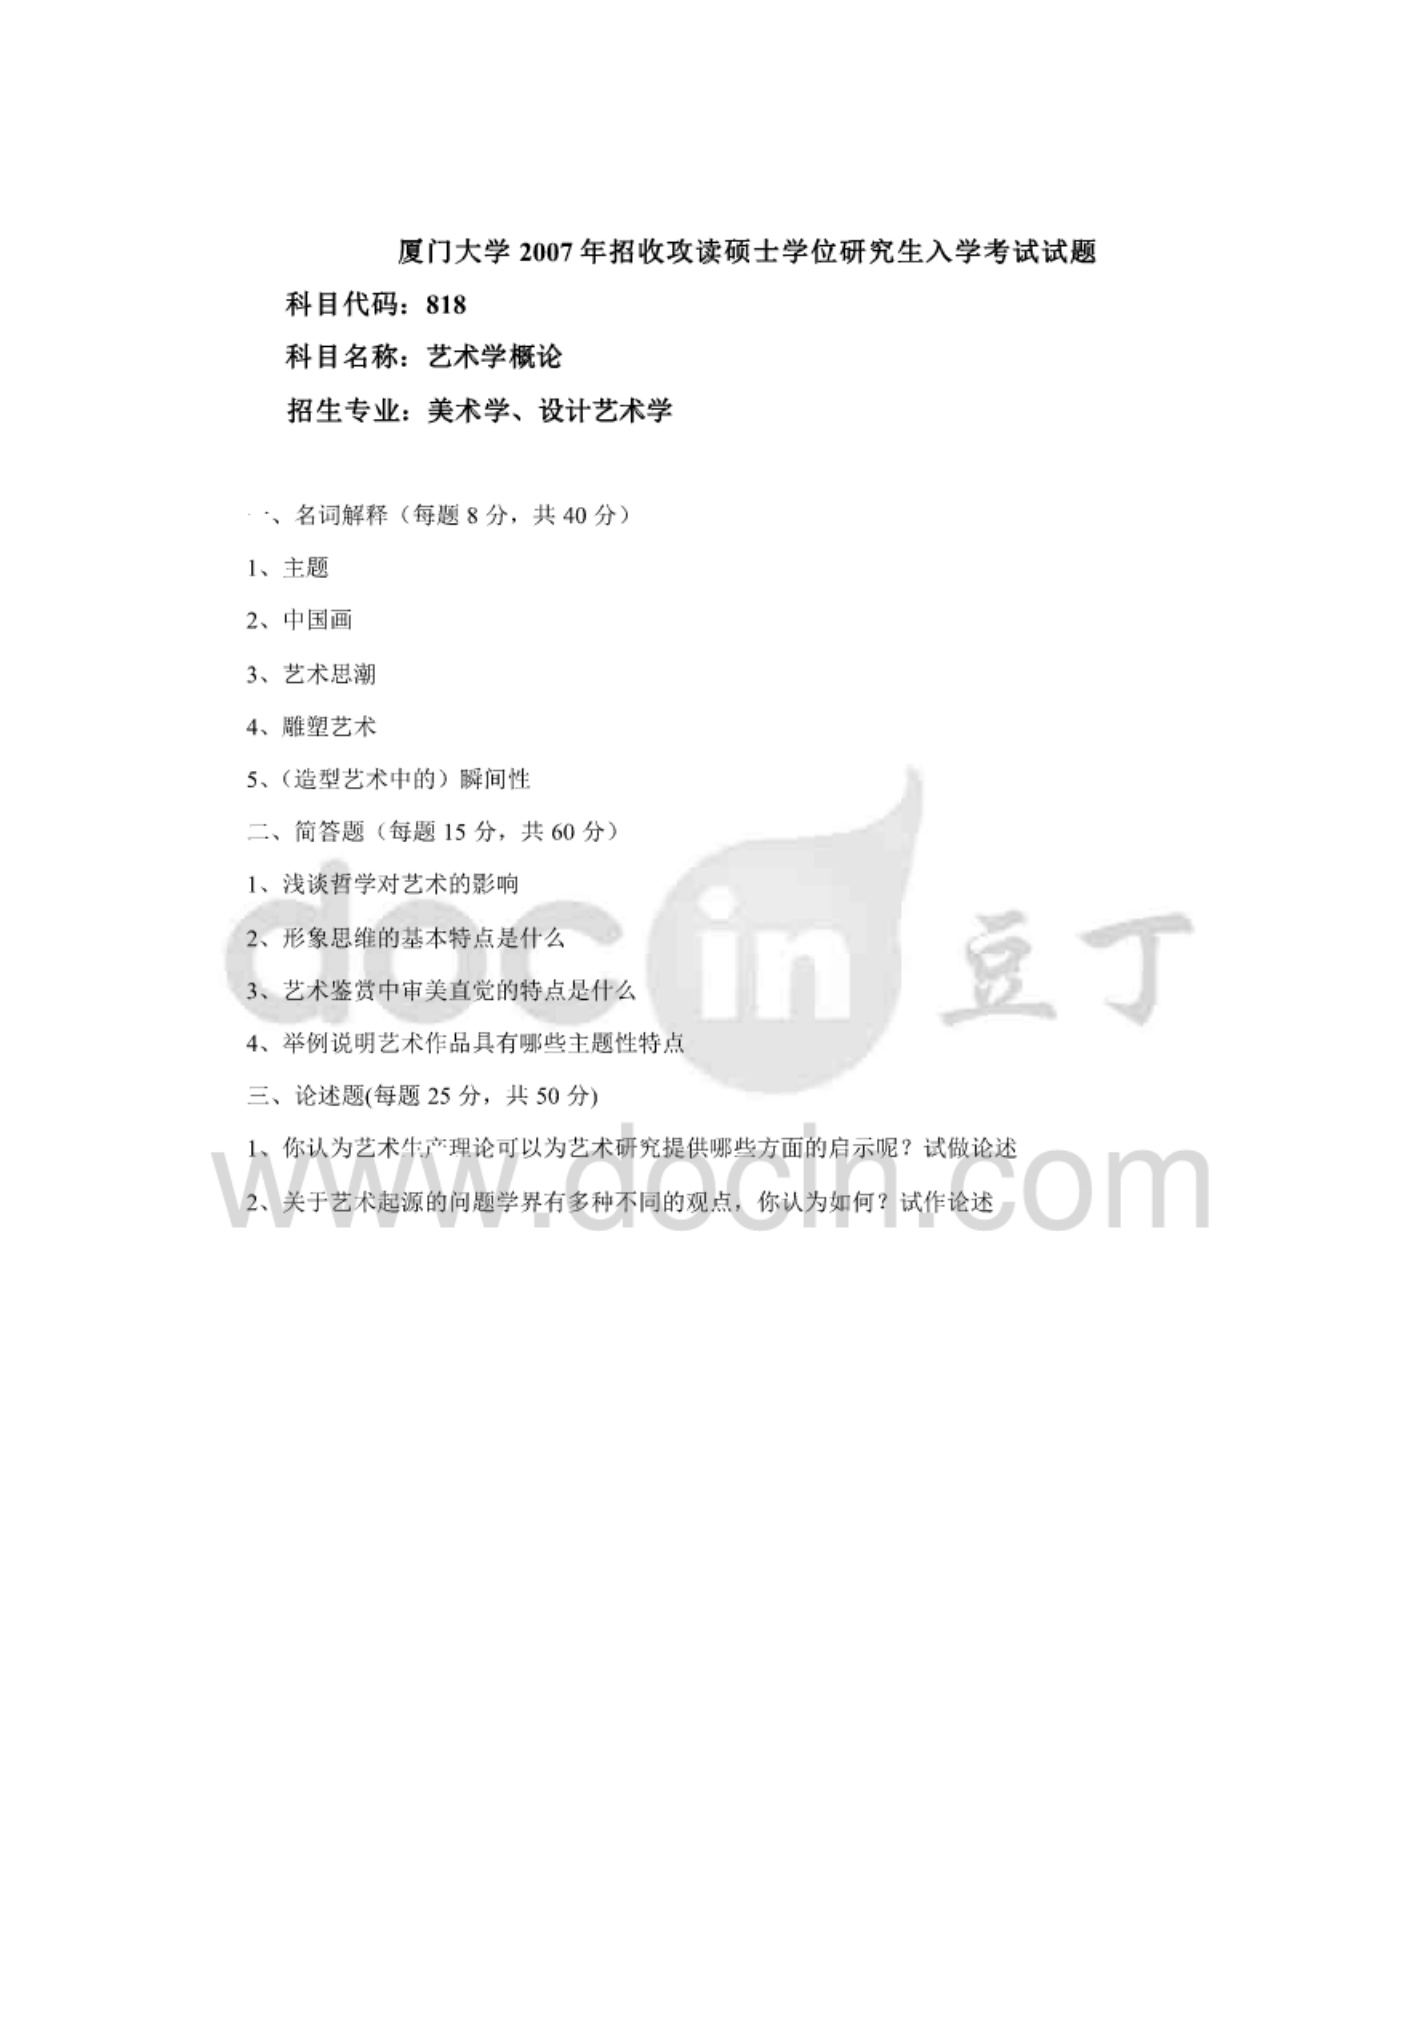 厦门大学 2007 年招收攻读硕士学位研究生入学考试试题
科目代码：818
科目名称：艺术学概论
招生专业：美术学、设计艺术学
一、名词解释（每题 8 分，共 40 分）
1、主题
2、中国画
3、艺术思潮
4、雕塑艺术
5、（造型艺术中的）瞬间性
二、简答题（每题 15 分，共 60 分）
1、浅谈哲学对艺术的影响
2、形象思维的基本特点是什么
3、艺术鉴赏中审美直觉的特点是什么
4、举例说明艺术作品具有哪些主题性特点
三、论述题(每题 25 分，共 50 分)
1、你认为艺术生产理论可以为艺术研究提供哪些方面的启示呢？试做论述
2、关于艺术起源的问题学界有多种不同的观点，你认为如何？试作论述
docin 豆丁
www.docin.com